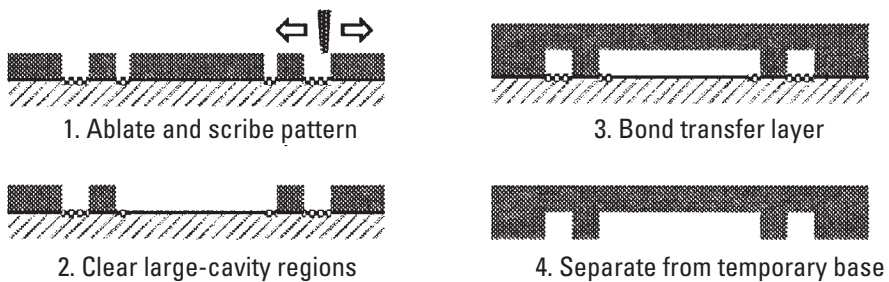 1. Ablate and scribe pattern
2. Clear large-cavity regions
3. Bond transfer layer
4. Separate from temporary base